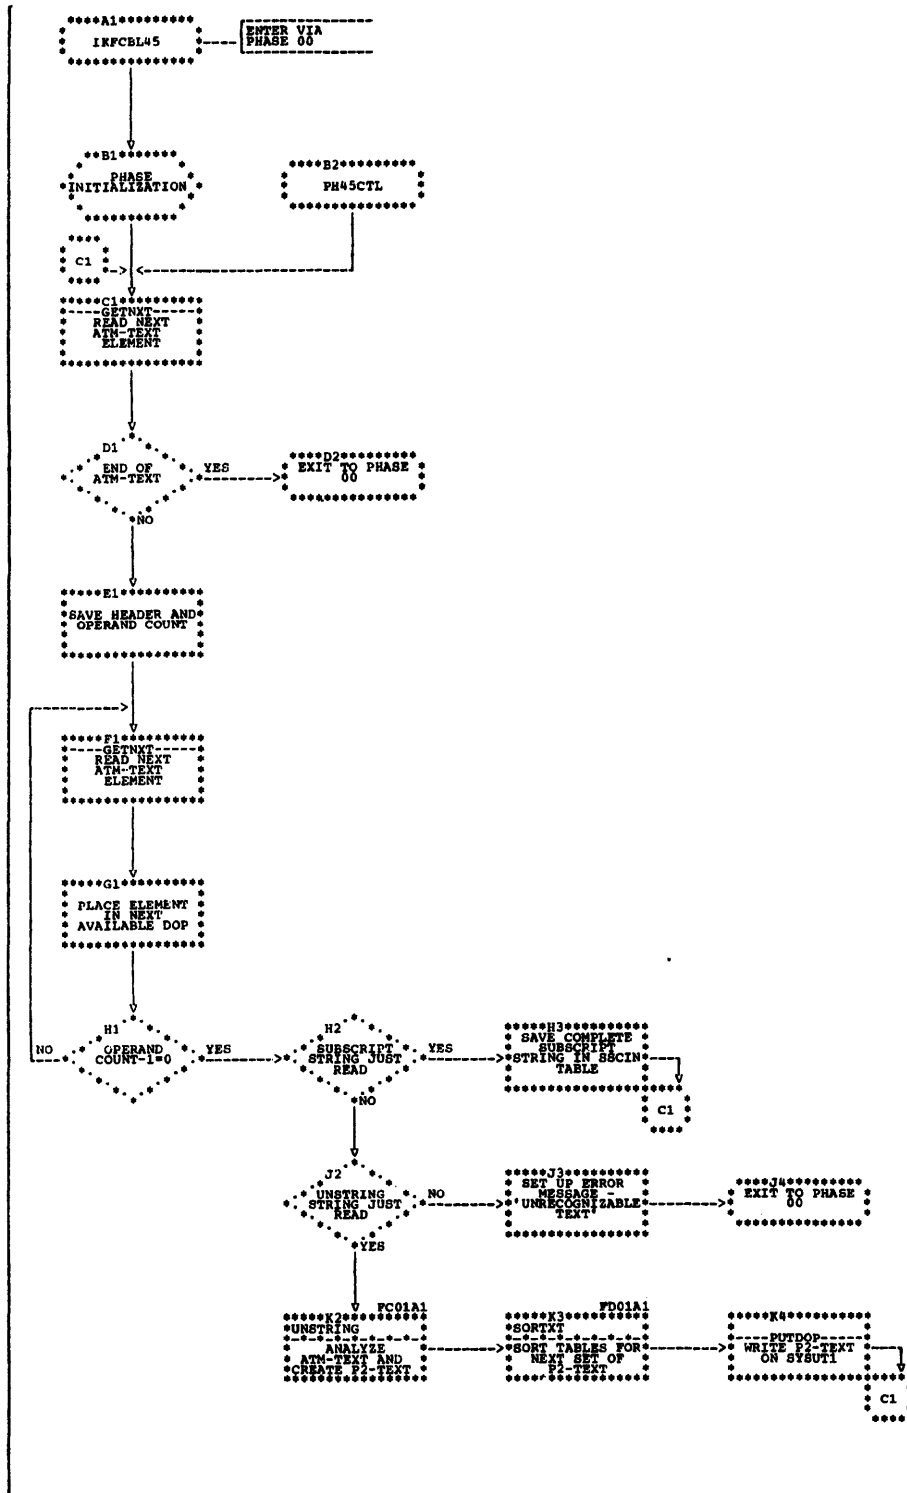 A1
IKFCBL45
ENTER VIA
PHASE 00
B1
PHASE
INITIALIZATION
B2
PH45CTL
C1
C1
GETNXT
READ NEXT
ATM-TEXT
ELEMENT
D1
END OF
ATM-TEXT
YES
NO
D2
EXIT TO PHASE
00
E1
SAVE HEADER AND
OPERAND COUNT
F1
GETNXT
READ NEXT
ATM-TEXT
ELEMENT
G1
PLACE ELEMENT
IN NEXT
AVAILABLE DOP
H1
OPERAND
COUNT-1=0
NO
YES
H2
SUBSCRIPT
STRING JUST
READ
YES
NO
H3
SAVE COMPLETE
SUBSCRIPT
STRING IN SSCIN
TABLE
C1
J2
UNSTRING
STRING JUST
READ
NO
YES
J3
SET UP ERROR
MESSAGE -
'UNRECOGNIZABLE
TEXT'
J4
EXIT TO PHASE
00
FC01A1
K2
UNSTRING
ANALYZE
ATM-TEXT AND
CREATE P2-TEXT
FD01A1
K3
SORTXT
SORT TABLES FOR
NEXT SET OF
P2-TEXT
K4
PUTDOP
WRITE P2-TEXT
ON SYSUT1
C1